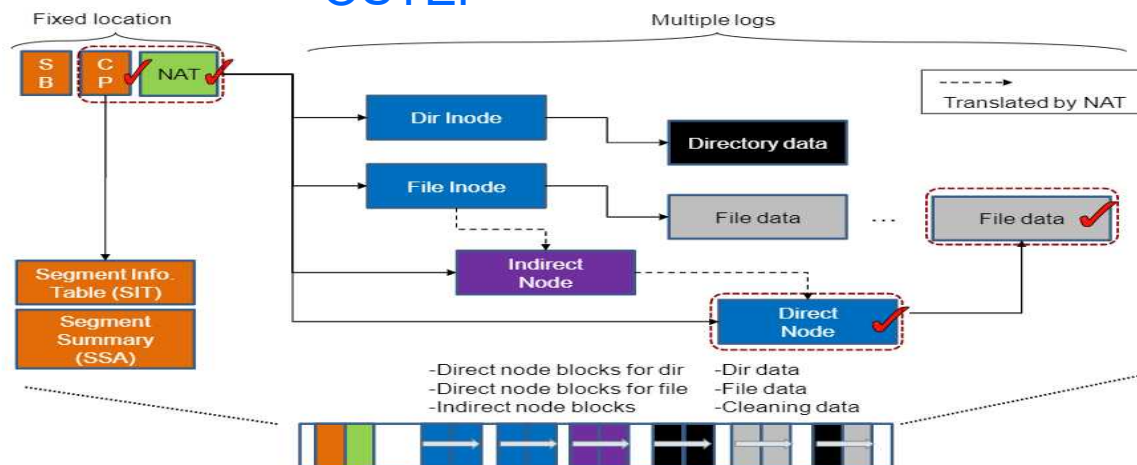 Fixed location
Multiple logs
S
B
C
P
NAT
Translated by NAT
Dir Inode
Directory data
File Inode
File data
...
File data
Indirect
Node
Segment Info.
Table (SIT)
Direct
Node
Segment
Summary
(SSA)
-Direct node blocks for dir
-Dir data
-Direct node blocks for file
-File data
-Indirect node blocks
-Cleaning data